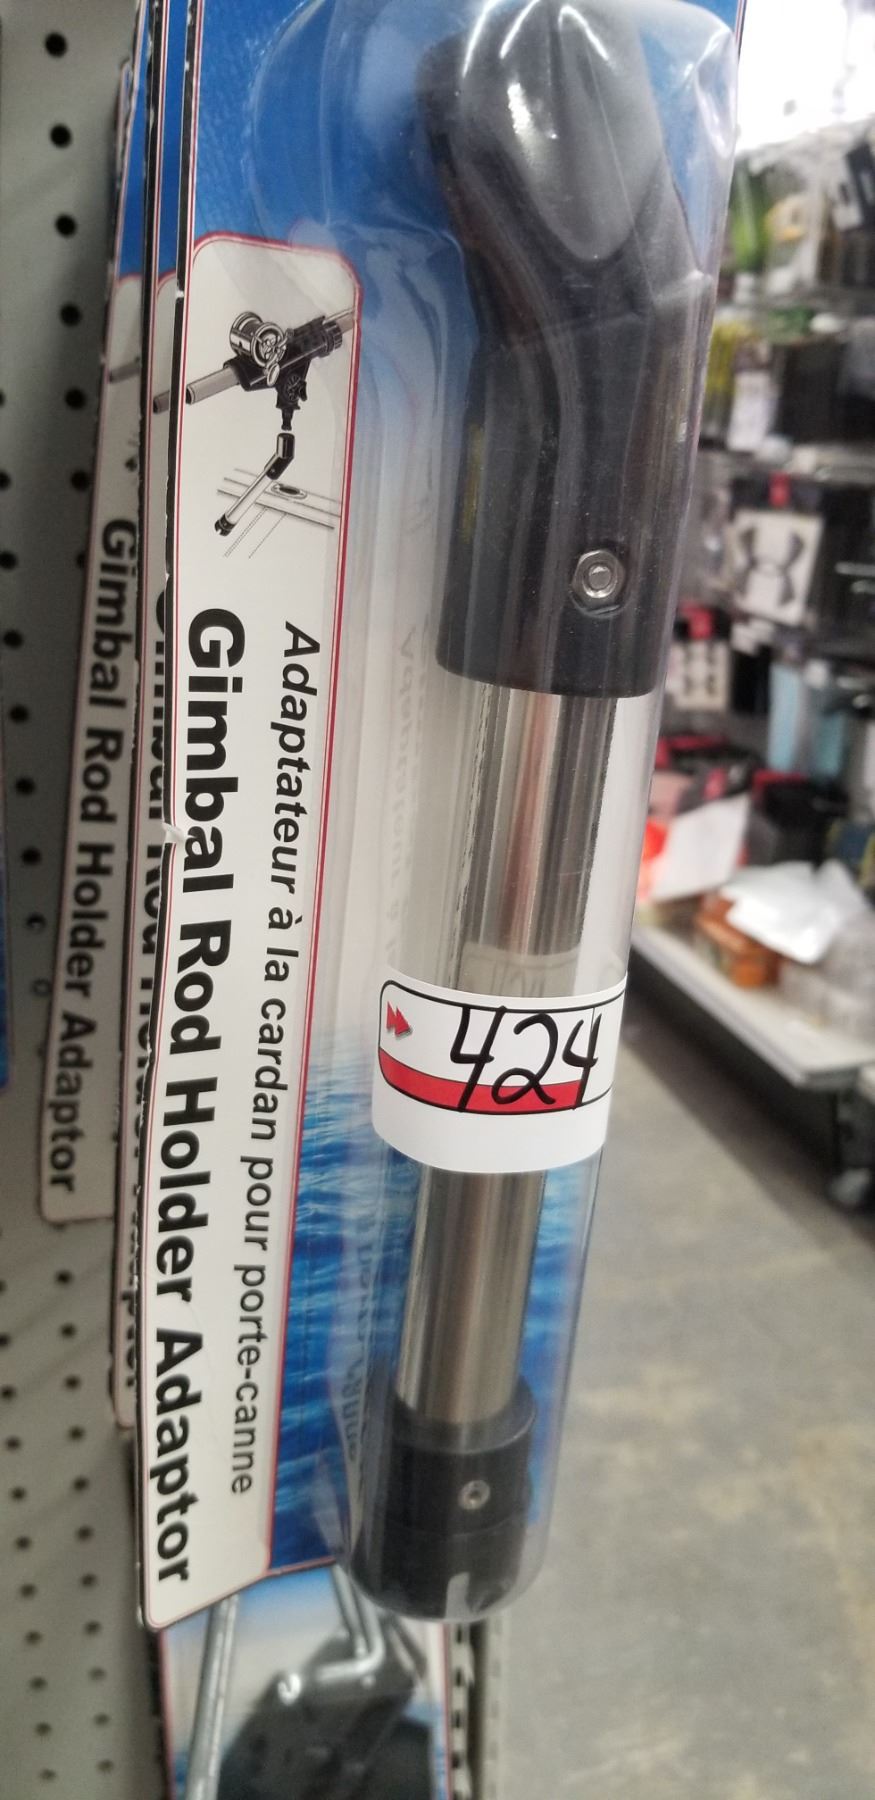 Adaptateur à la cardan pour porte-canne
Gimbal Rod Holder Adaptor
Gimbal Rod Holder Adaptor
424